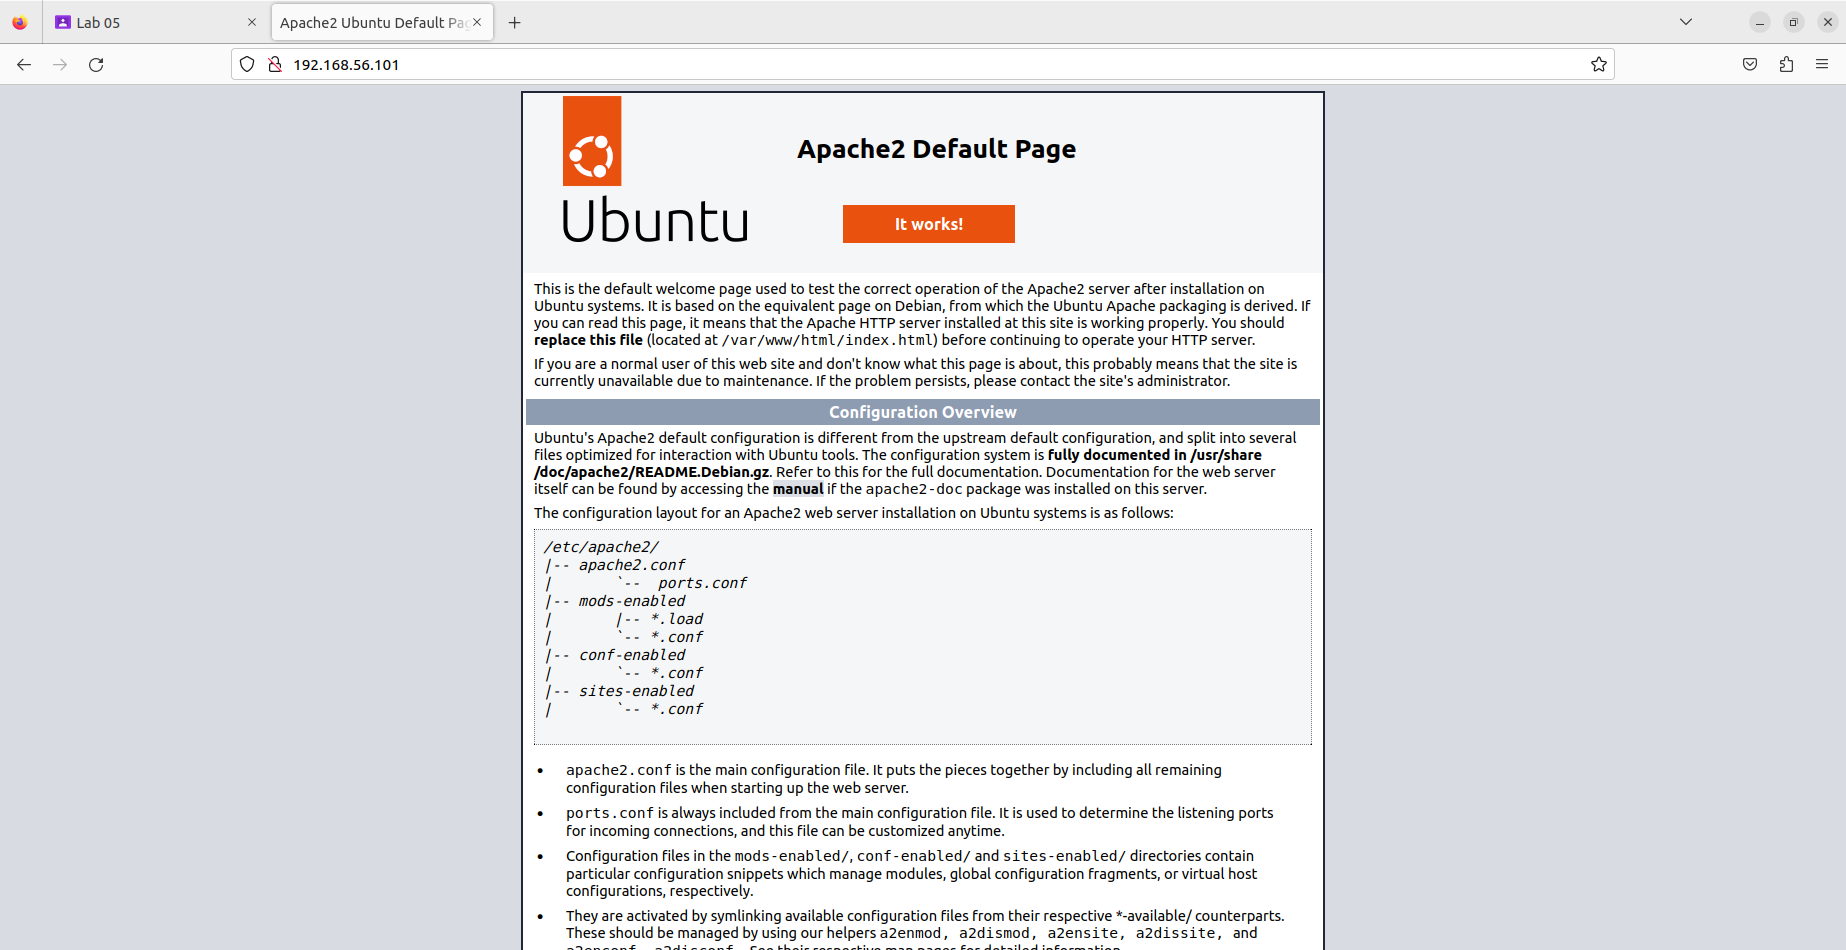 Lab 05
Apache2 Ubuntu Default Pa
192.168.56.101
Apache2 Default Page
Ubuntu
It works!
This is the default welcome page used to test the correct operation of the Apache2 server after installation on
Ubuntu systems. It is based on the equivalent page on Debian, from which the Ubuntu Apache packaging is derived. If
you can read this page, it means that the Apache HTTP server installed at this site is working properly. You should
replace this file (located at /var/www/html/index.html) before continuing to operate your HTTP server.
If you are a normal user of this web site and don't know what this page is about, this probably means that the site is
currently unavailable due to maintenance. If the problem persists, please contact the site's administrator.
Configuration Overview
Ubuntu's Apache2 default configuration is different from the upstream default configuration, and split into several
files optimized for interaction with Ubuntu tools. The configuration system is fully documented in /usr/share
/doc/apache2/README.Debian.gz. Refer to this for the full documentation. Documentation for the web server
itself can be found by accessing the manual if the apache2-doc package was installed on this server.
The configuration layout for an Apache2 web server installation on Ubuntu systems is as follows:
/etc/apache2/
|-- apache2.conf
|       `--  ports.conf
|-- mods-enabled
|       |-- *.load
|       `-- *.conf
|-- conf-enabled
|       `-- *.conf
|-- sites-enabled
|       `-- *.conf
• apache2.conf is the main configuration file. It puts the pieces together by including all remaining
configuration files when starting up the web server.
• ports.conf is always included from the main configuration file. It is used to determine the listening ports
for incoming connections, and this file can be customized anytime.
• Configuration files in the mods-enabled/, conf-enabled/ and sites-enabled/ directories contain
particular configuration snippets which manage modules, global configuration fragments, or virtual host
configurations, respectively.
• They are activated by symlinking available configuration files from their respective *-available/ counterparts.
These should be managed by using our helpers a2enmod, a2dismod, a2ensite, a2dissite, and
a2enconf, a2disconf . See their respective man pages for detailed information.